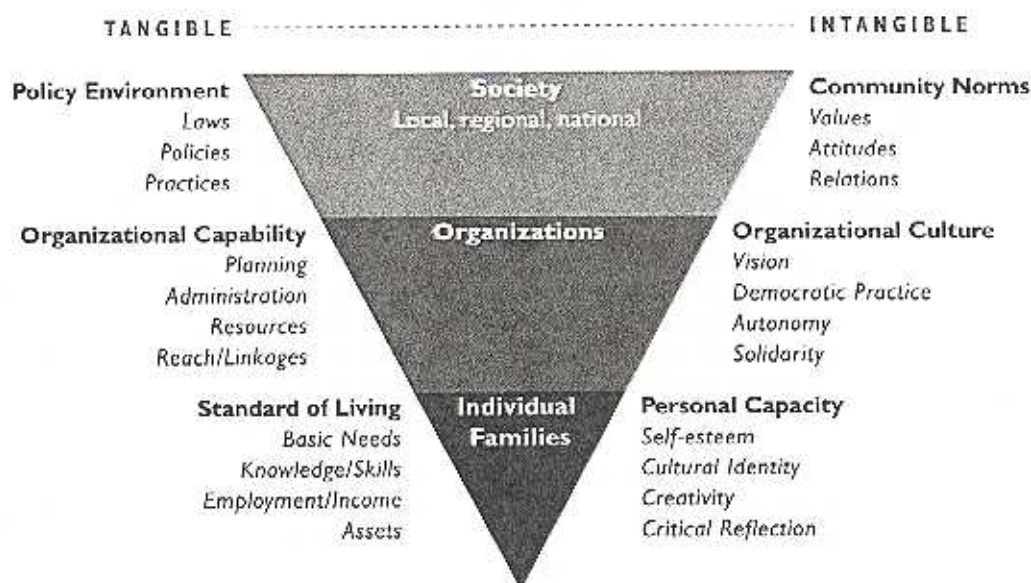 TANGIBLE INTANGIBLE
Policy Environment
Laws
Policies
Practices
Society
Local, regional, national
Community Norms
Values
Attitudes
Relations
Organizational Capability
Planning
Administration
Resources
Reach/Linkages
Organizations
Organizational Culture
Vision
Democratic Practice
Autonomy
Solidarity
Standard of Living
Basic Needs
Knowledge/Skills
Employment/Income
Assets
Individual
Families
Personal Capacity
Self-esteem
Cultural Identity
Creativity
Critical Reflection